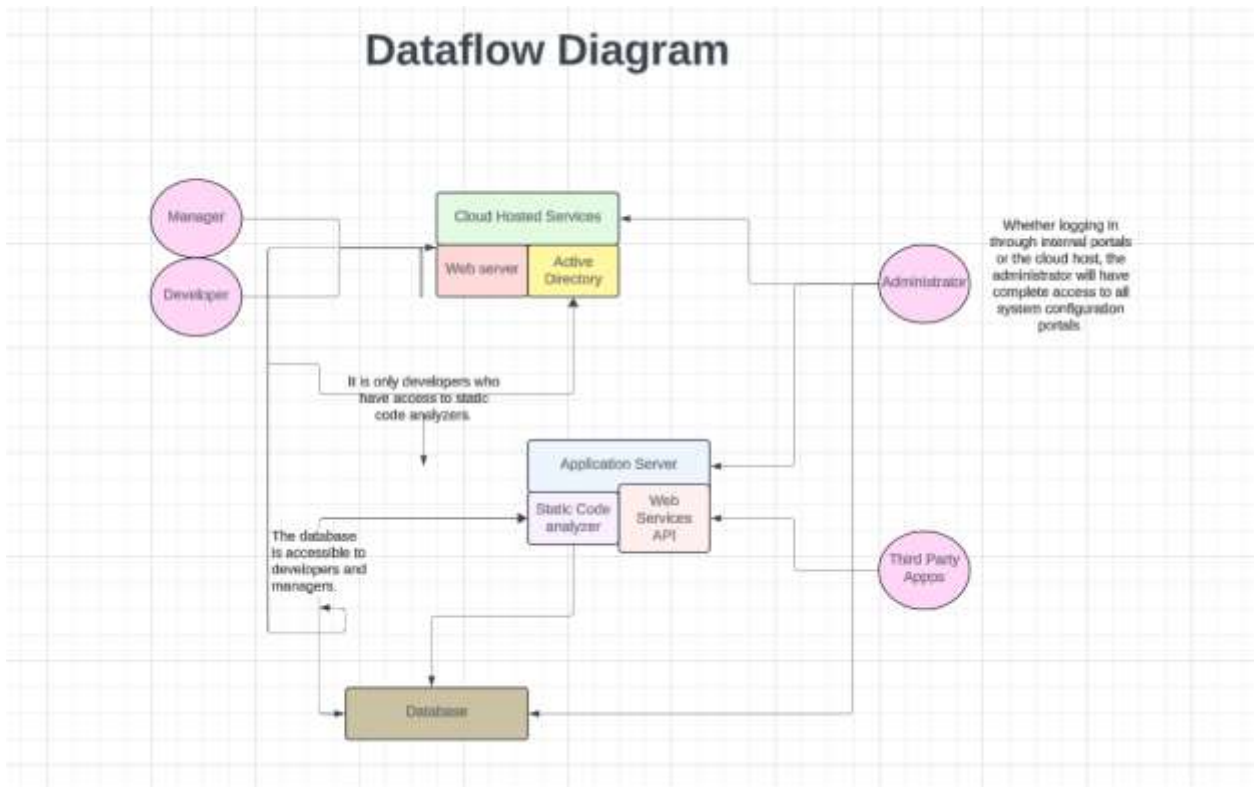 Dataflow Diagram
Manager
Developer
Cloud Hosted Services
Web server
Active
Directory
Administrator
Whether logging in
through internal portals
or the cloud host, the
administrator will have
complete access to all
system configuration
portals
It is only developers who
have access to static
code analyzers.
Application Server
Static Code
analyzer
Web
Services
API
The database
is accessible to
developers and
managers.
Third Party
Appos
Database